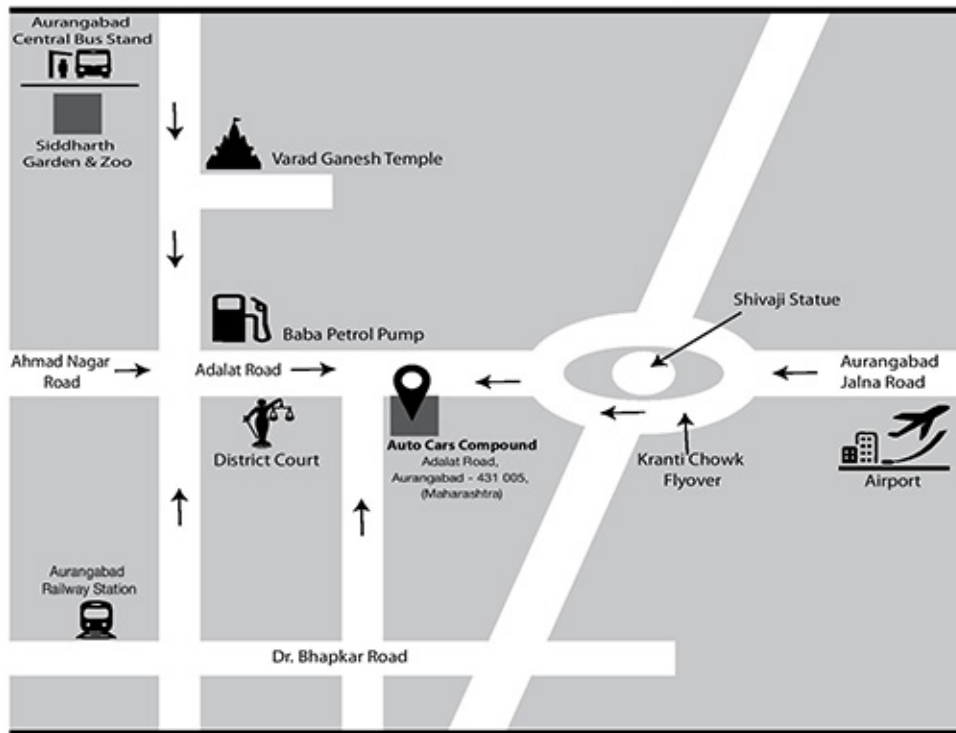 Aurangabad
Central Bus Stand
Siddharth
Garden & Zoo
Varad Ganesh Temple
Shivaji Statue
Baba Petrol Pump
Ahmad Nagar
Road
Adalat Road
Aurangabad
Jalna Road
District Court
Auto Cars Compound
Adalat Road,
Aurangabad - 431 005,
(Maharashtra)
Kranti Chowk
Flyover
Airport
Aurangabad
Railway Station
Dr. Bhapkar Road